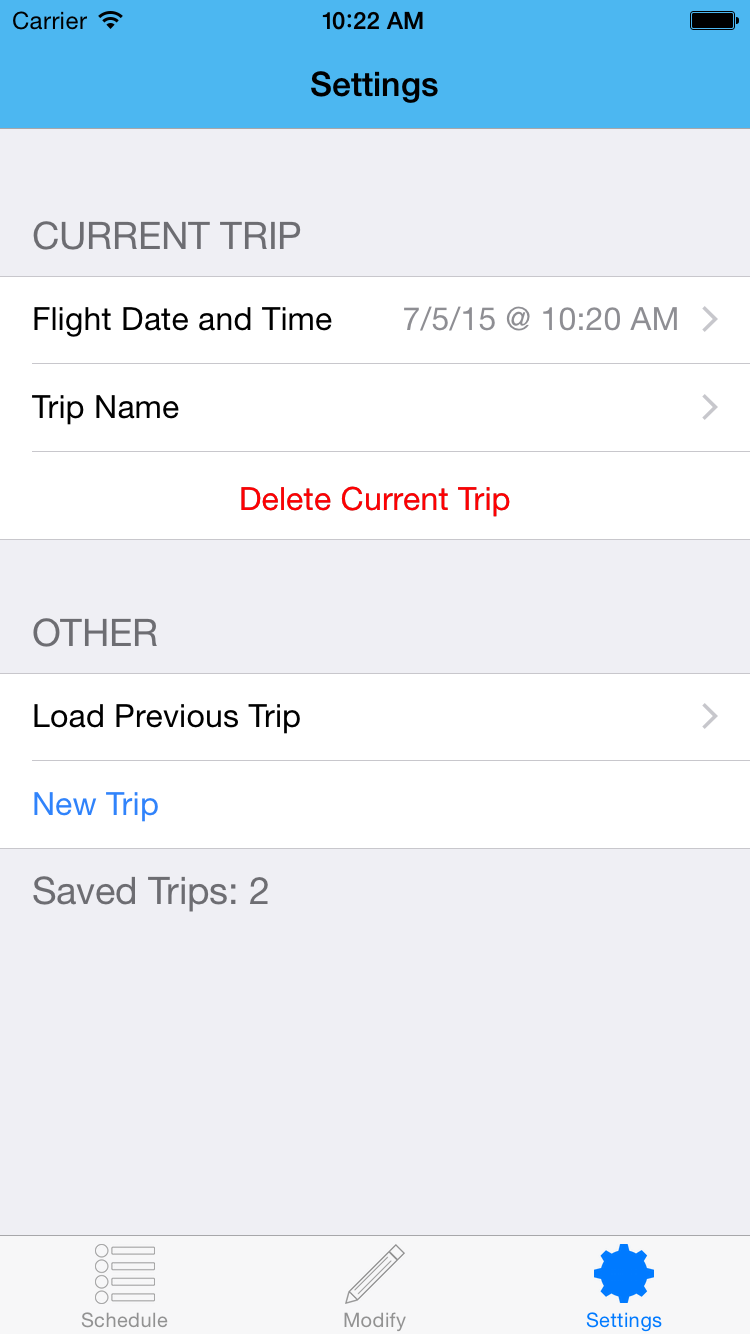 Carrier 10:22 AM
Settings
CURRENT TRIP
Flight Date and Time 7/5/15 @ 10:20 AM
Trip Name
Delete Current Trip
OTHER
Load Previous Trip
New Trip
Saved Trips: 2
Schedule Modify Settings